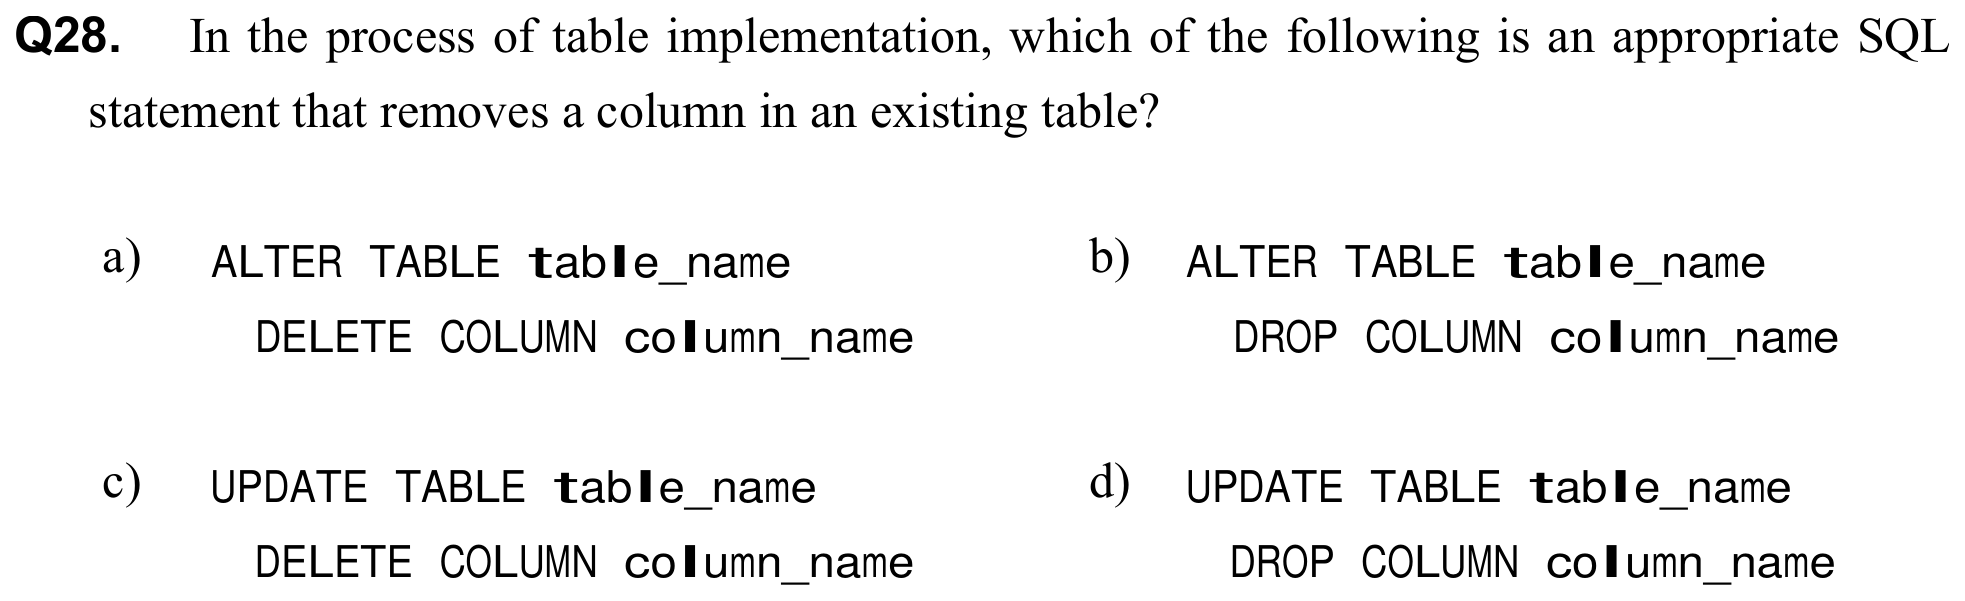 Q28. In the process of table implementation, which of the following is an appropriate SQL
statement that removes a column in an existing table?
a) ALTER TABLE table_name
DELETE COLUMN column_name
b) ALTER TABLE table_name
DROP COLUMN column_name
c) UPDATE TABLE table_name
DELETE COLUMN column_name
d) UPDATE TABLE table_name
DROP COLUMN column_name